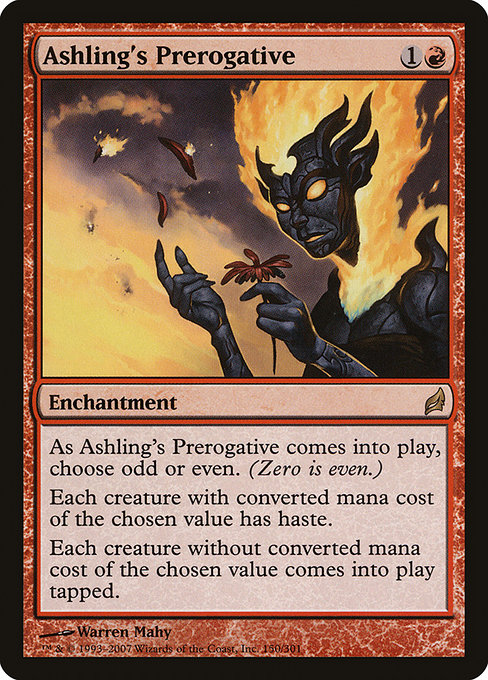 Ashling's Prerogative 1
Enchantment
As Ashling's Prerogative comes into play,
choose odd or even. (Zero is even.)
Each creature with converted mana cost
of the chosen value has haste.
Each creature without converted mana
cost of the chosen value comes into play
tapped.
Warren Mahy
™ & © 1993-2007 Wizards of the Coast, Inc. 150/301